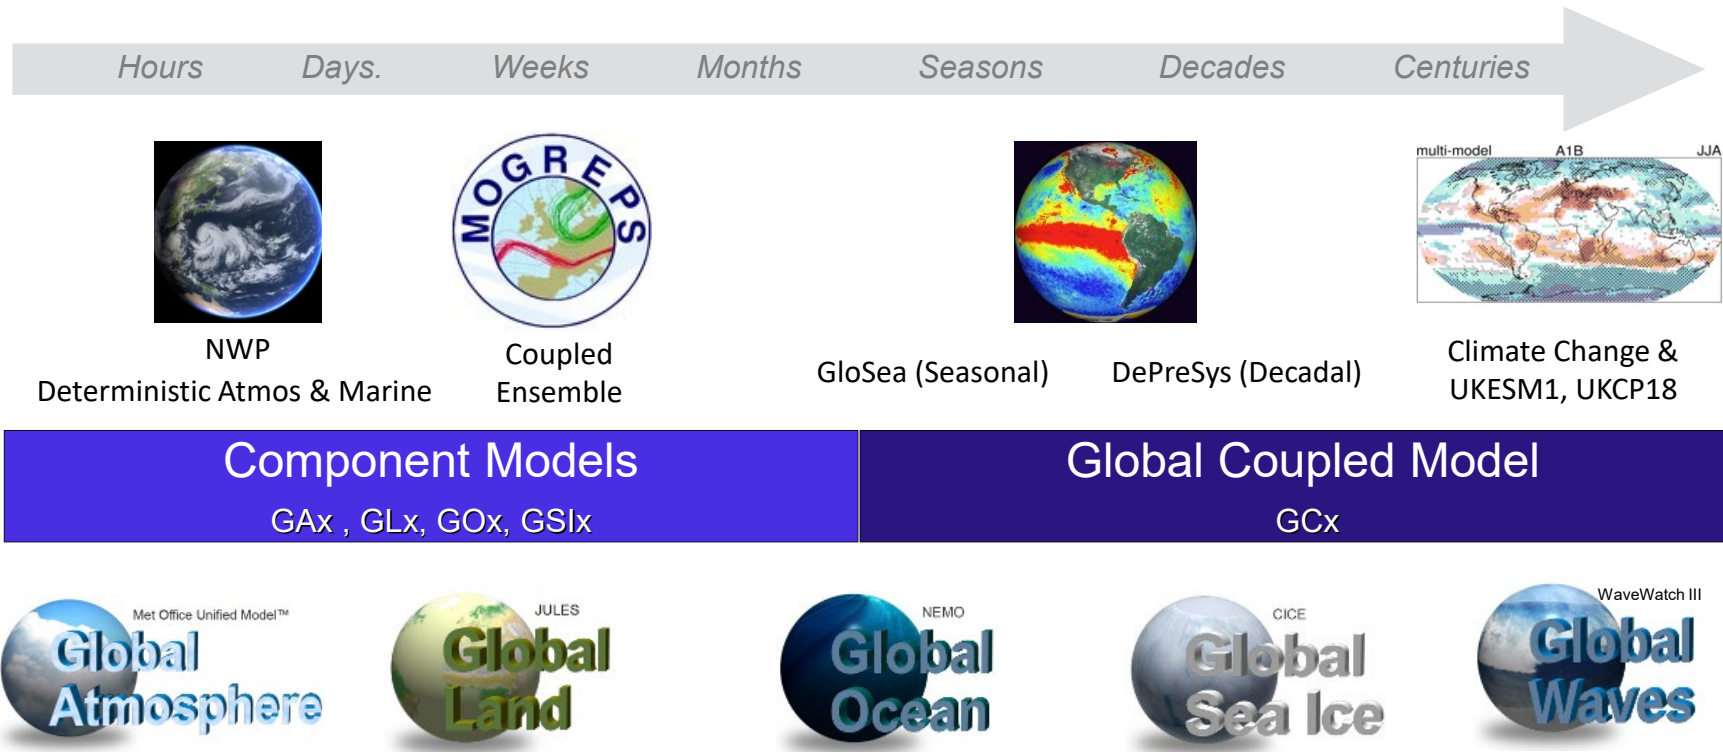 Hours Days. Weeks Months Seasons Decades Centuries
MOGREPS
multi-model A1B JJA
NWP
Deterministic Atmos & Marine
Coupled
Ensemble
GloSea (Seasonal)
DePreSys (Decadal)
Climate Change &
UKESM1, UKCP18
Component Models
GAx , GLx, GOx, GSIx
Global Coupled Model
GCx
Met Office Unified Model™
Global
Atmosphere
JULES
Global
Land
NEMO
Global
Ocean
CICE
Global
Sea Ice
WaveWatch III
Global
Waves